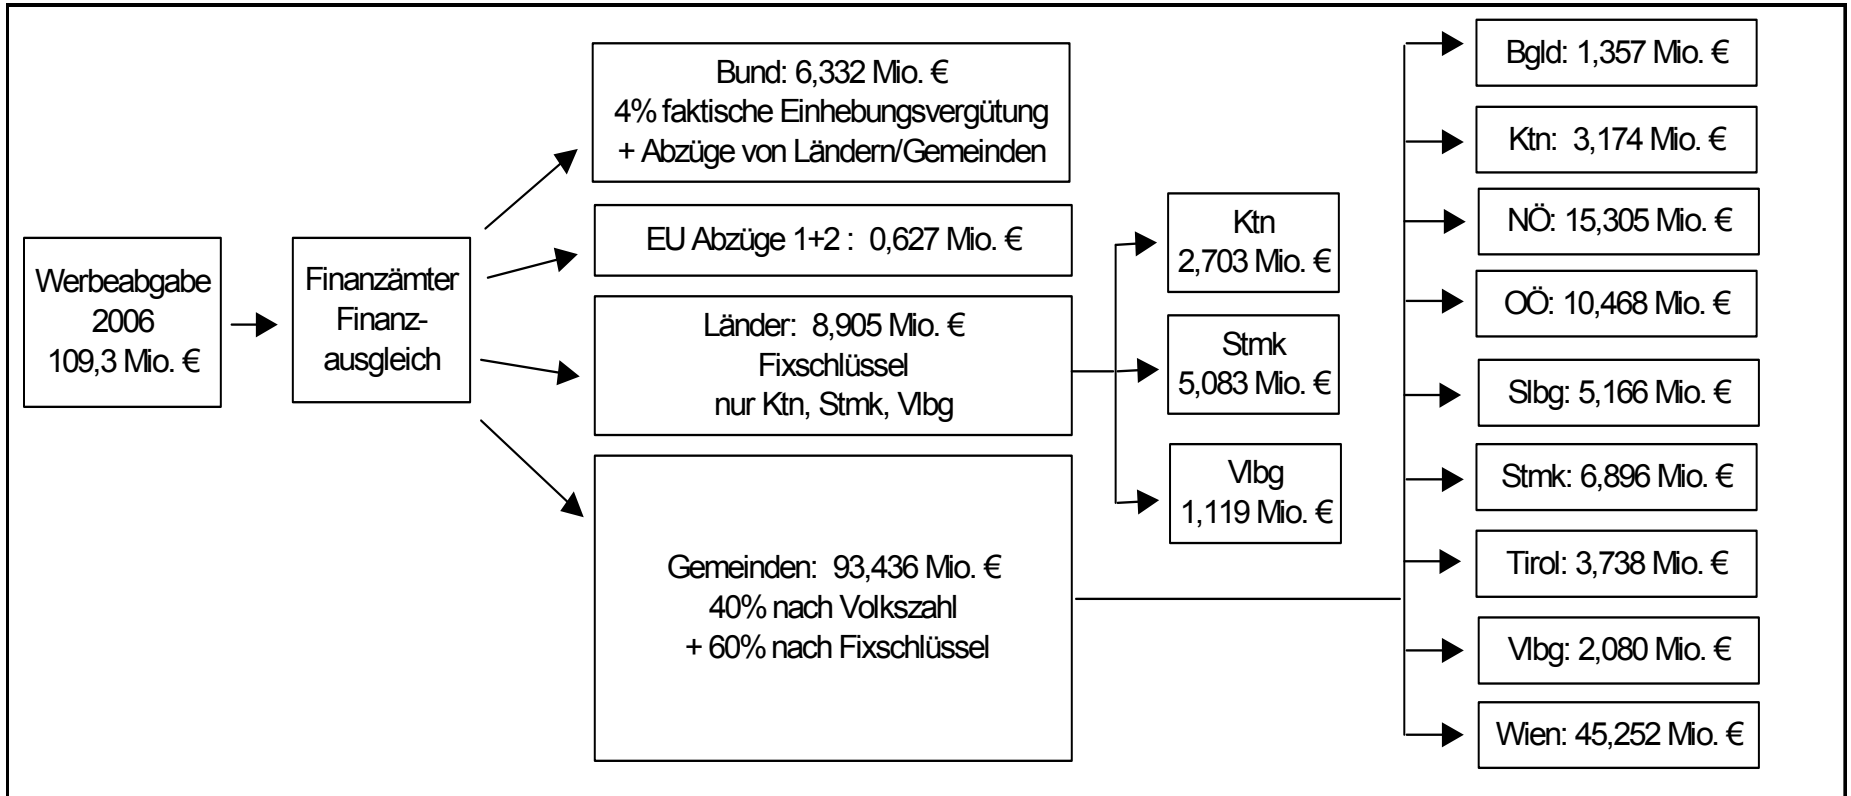 Werbeabgabe
2006
109,3 Mio. €
Finanzämter
Finanz-
ausgleich
Bund: 6,332 Mio. €
4% faktische Einhebungsvergütung
+ Abzüge von Ländern/Gemeinden
EU Abzüge 1+2 : 0,627 Mio. €
Länder: 8,905 Mio. €
Fixschlüssel
nur Ktn, Stmk, Vlbg
Gemeinden: 93,436 Mio. €
40% nach Volkszahl
+ 60% nach Fixschlüssel
Ktn
2,703 Mio. €
Stmk
5,083 Mio. €
Vlbg
1,119 Mio. €
Bgld: 1,357 Mio. €
Ktn: 3,174 Mio. €
NÖ: 15,305 Mio. €
OÖ: 10,468 Mio. €
Slbg: 5,166 Mio. €
Stmk: 6,896 Mio. €
Tirol: 3,738 Mio. €
Vlbg: 2,080 Mio. €
Wien: 45,252 Mio. €